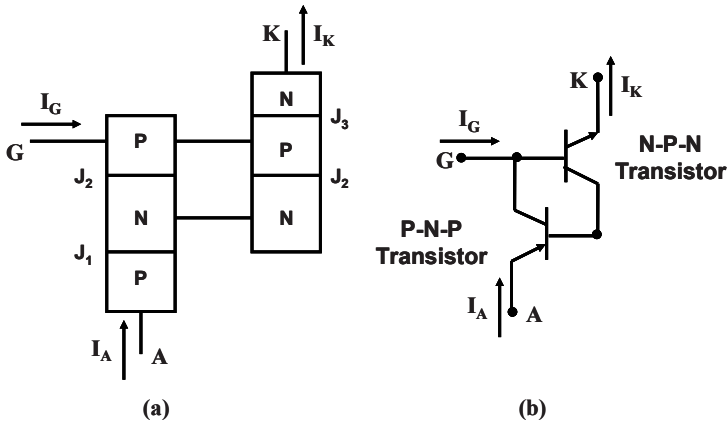 K
I_K
N
J_3
I_G
G
P
P
J_2
J_2
N
N
J_1
P
I_A
A
(a)
K
I_K
I_G
G
N-P-N
Transistor
P-N-P
Transistor
I_A
A
(b)